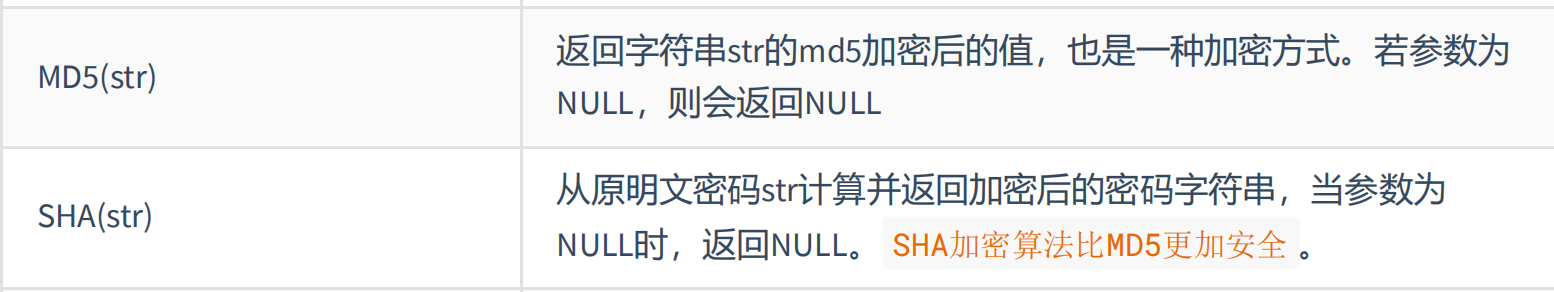 MD5(str)
返回字符串str的md5加密后的值，也是一种加密方式。若参数为
NULL，则会返回NULL
SHA(str)
从原明文密码str计算并返回加密后的密码字符串，当参数为
NULL时，返回NULL。 SHA加密算法比MD5更加安全 。